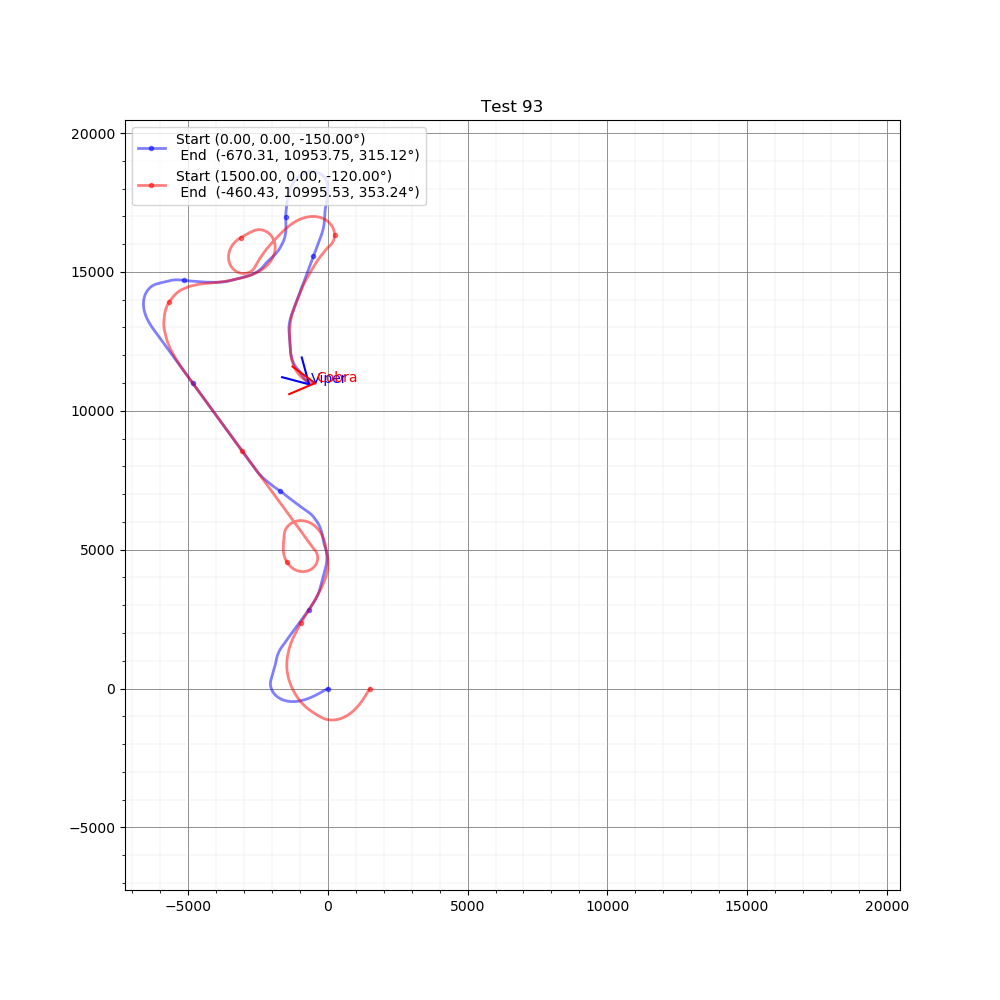 Test 93
Start (0.00, 0.00, -150.00°)
End (-670.31, 10953.75, 315.12°)
Start (1500.00, 0.00, -120.00°)
End (-460.43, 10995.53, 353.24°)
20000
15000
10000
5000
0
−5000
Viper
Cobra
−5000 0 5000 10000 15000 20000